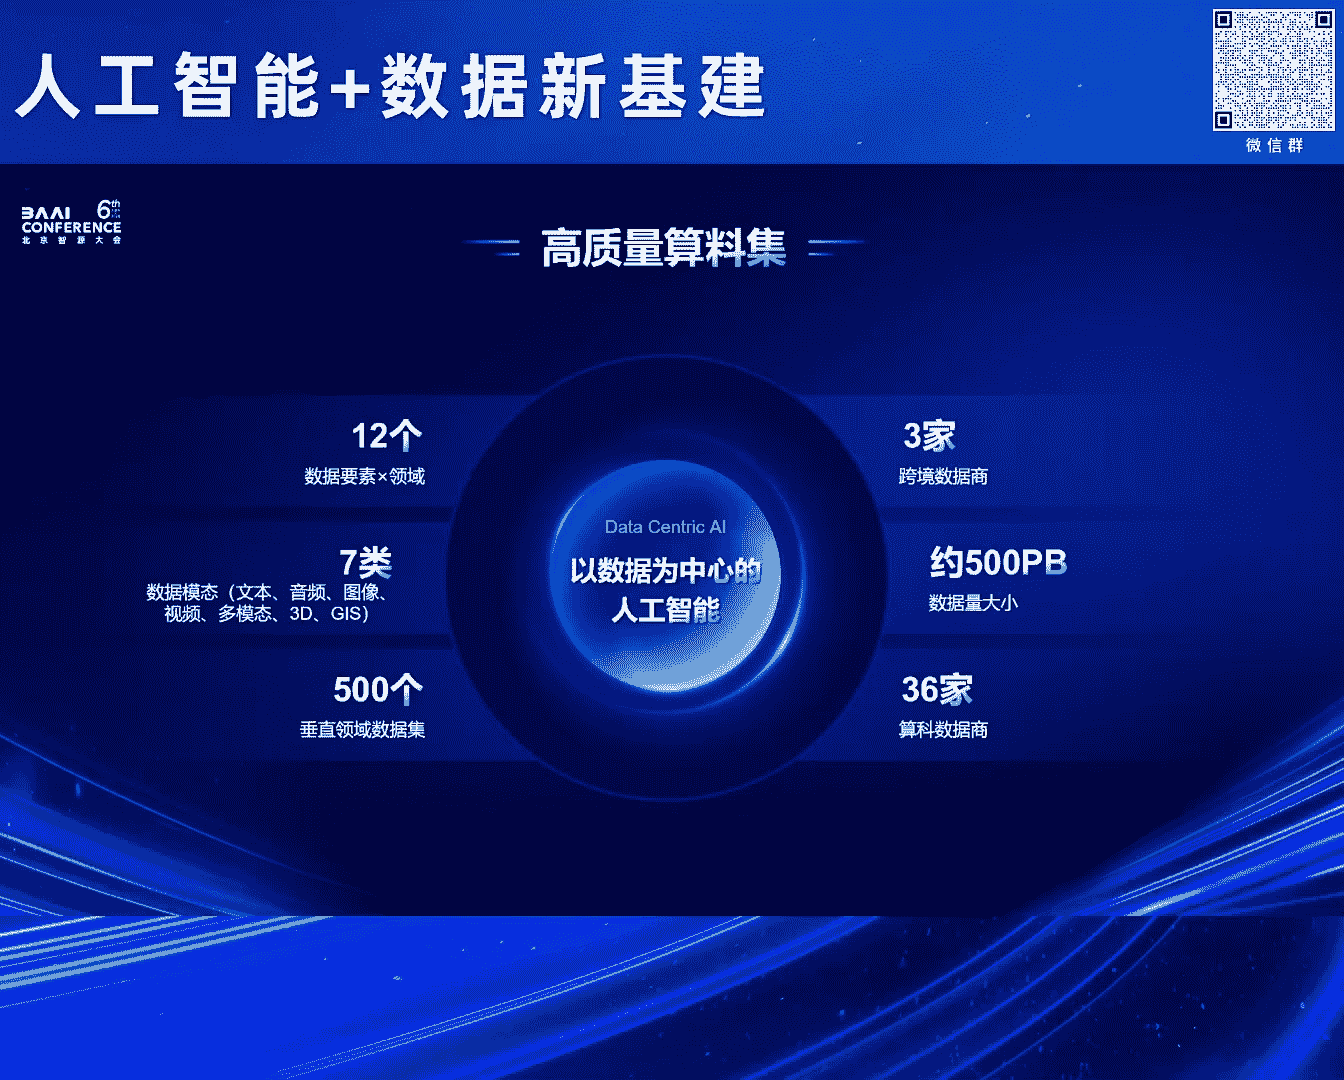 人工智能+数据新基建
微信群
BAAI 6th
CONFERENCE
北京智源大会
高质量算料集
12个
数据要素×领域
3家
跨境数据商
Data Centric AI
以数据为中心的
人工智能
7类
数据模态（文本、音频、图像、
视频、多模态、3D、GIS）
约500PB
数据量大小
500个
垂直领域数据集
36家
算科数据商